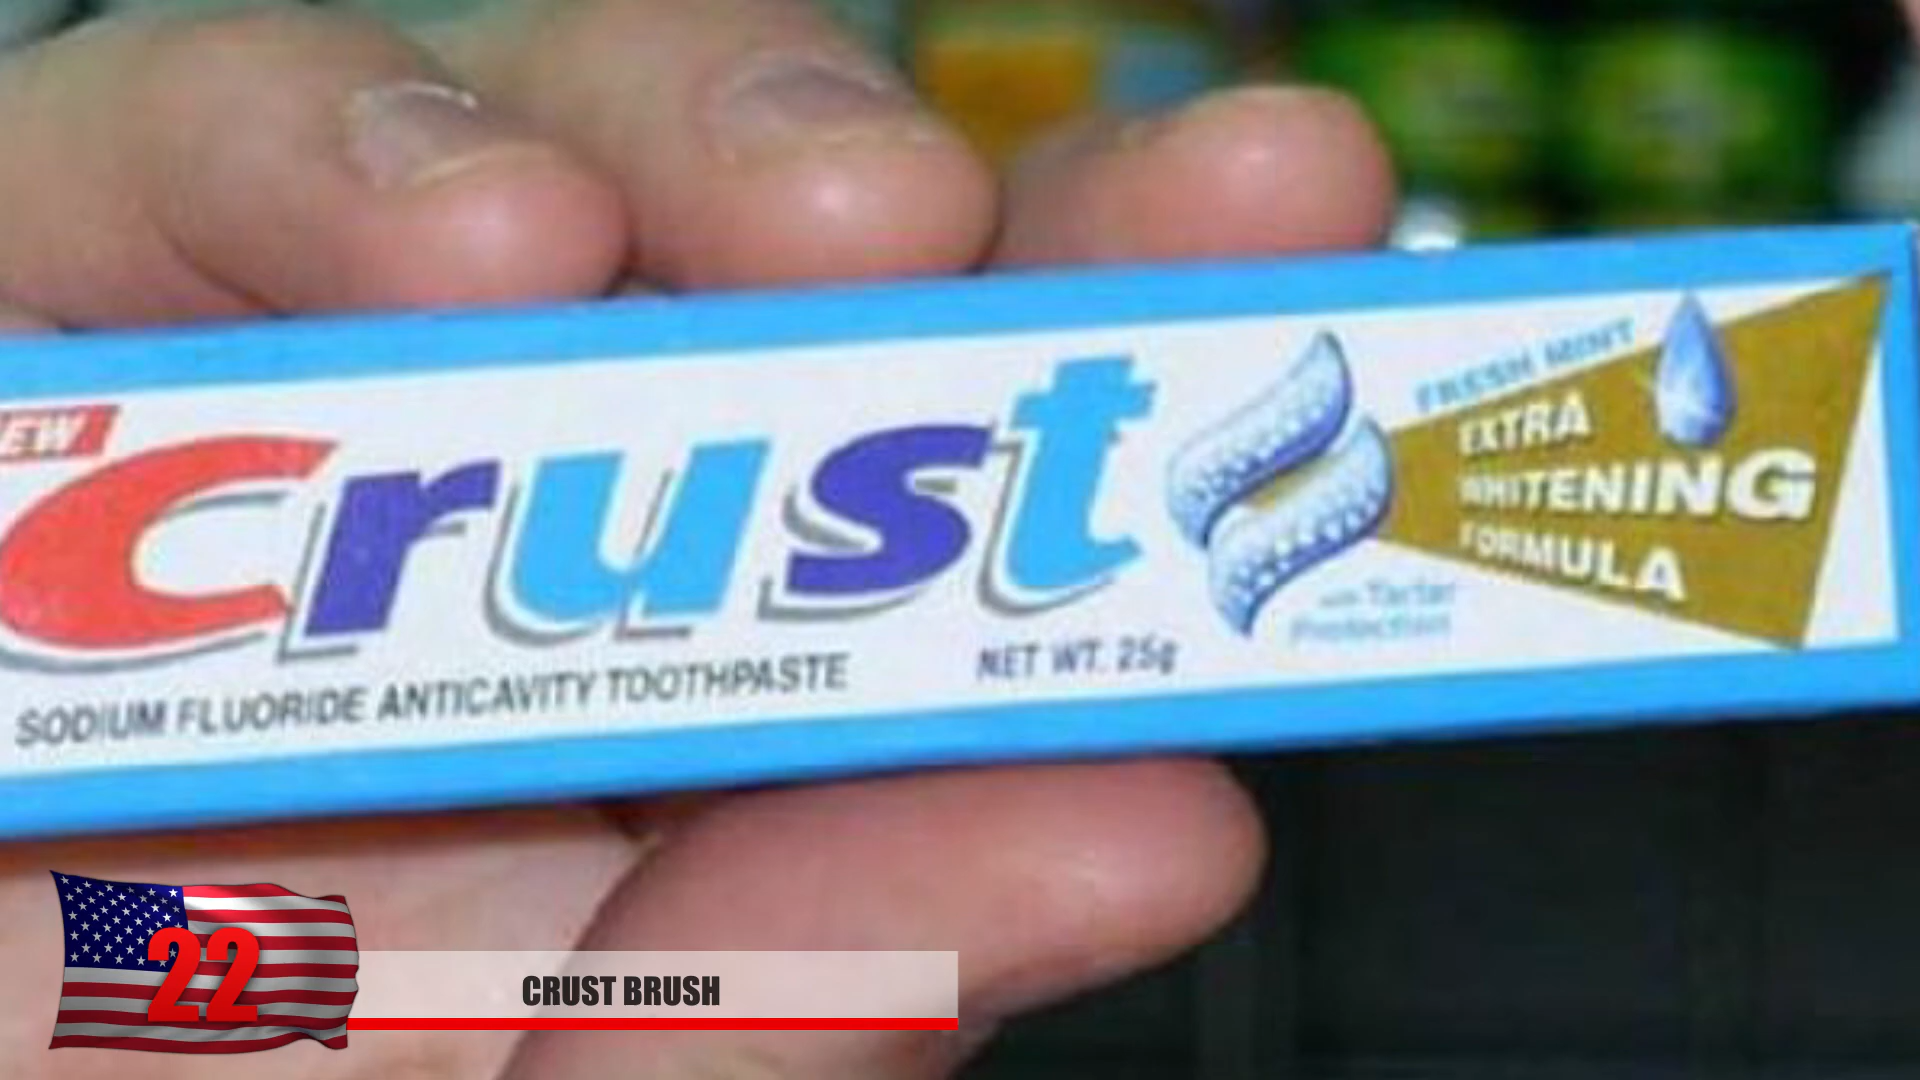 EW
Crust
SODIUM FLUORIDE ANTICAVITY TOOTHPASTE
NET WT. 25g
FRESH MINT
EXTRA
WHITENING
FORMULA
with Tartar
Protection
22
CRUST BRUSH